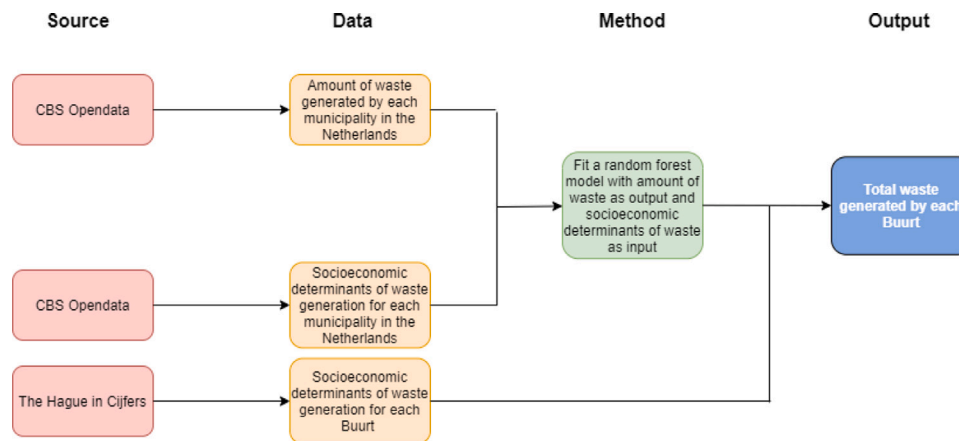 Source
Data
Method
Output
CBS Opendata
Amount of waste
generated by each
municipality in the
Netherlands
Fit a random forest
model with amount of
waste as output and
socioeconomic
determinants of waste
as input
Total waste
generated by each
Buurt
CBS Opendata
Socioeconomic
determinants of waste
generation for each
municipality in the
Netherlands
The Hague in Cijfers
Socioeconomic
determinants of waste
generation for each
Buurt